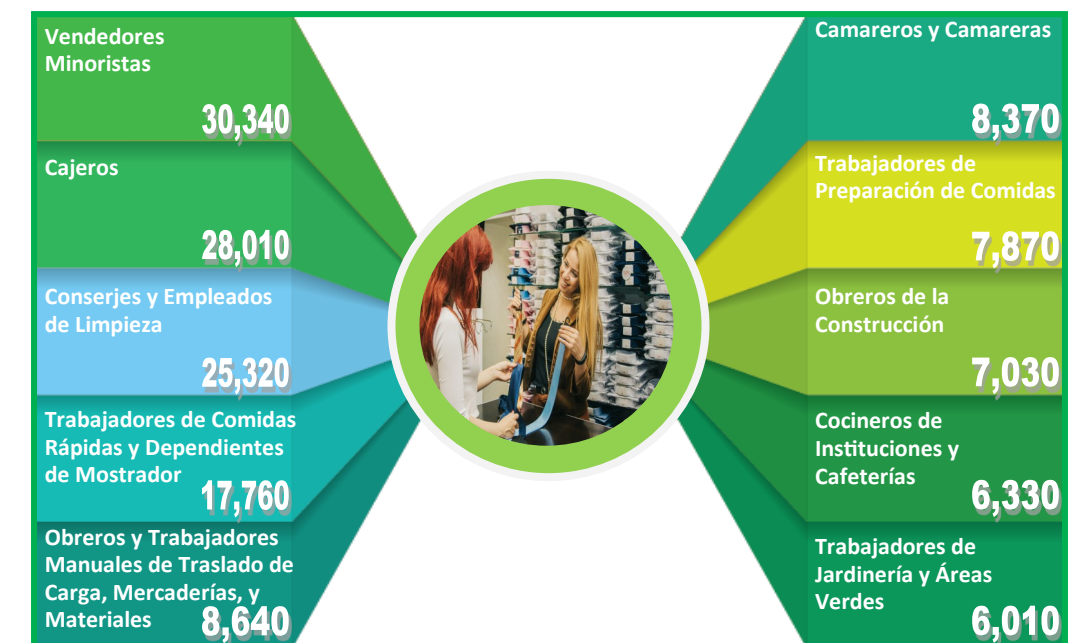 Vendedores
Minoristas
30,340
Cajeros
28,010
Conserjes y Empleados
de Limpieza
25,320
Trabajadores de Comidas
Rápidas y Dependientes
de Mostrador
17,760
Obreros y Trabajadores
Manuales de Traslado de
Carga, Mercaderías, y
Materiales
8,640
Camareros y Camareras
8,370
Trabajadores de
Preparación de Comidas
7,870
Obreros de la
Construcción
7,030
Cocineros de
Instituciones y
Cafeterías
6,330
Trabajadores de
Jardinería y Áreas
Verdes
6,010